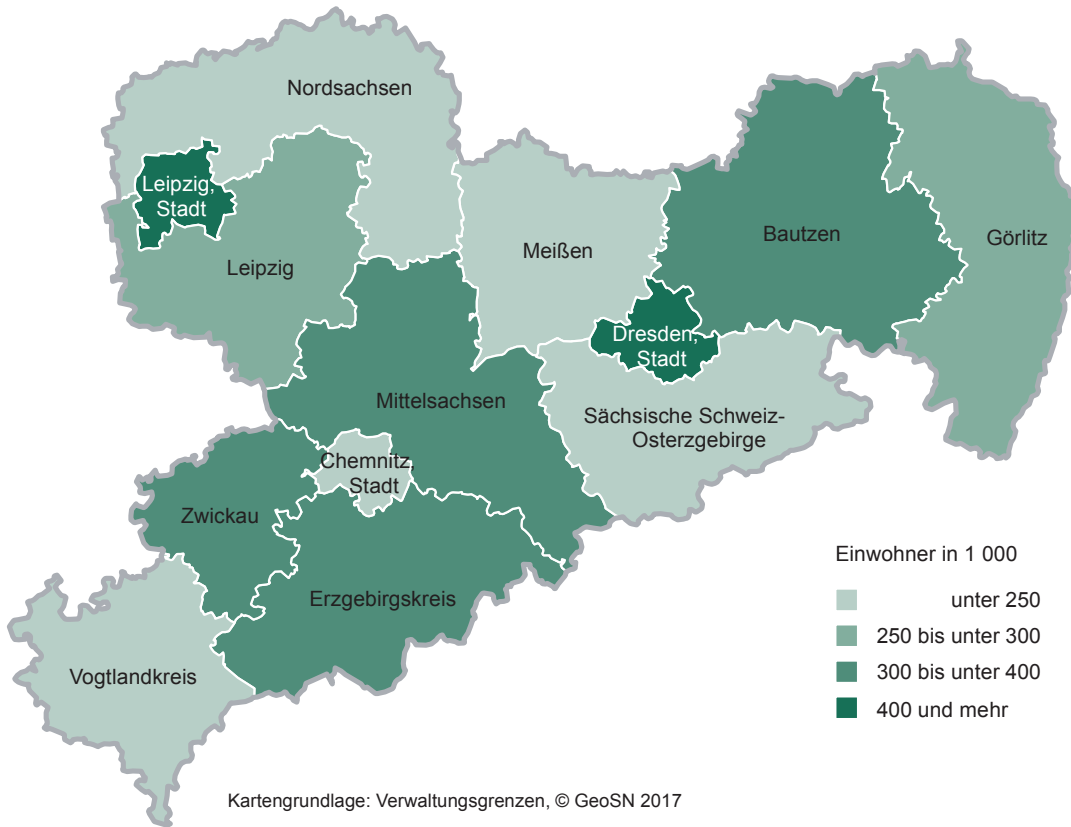 Nordsachsen
Leipzig,
Stadt
Leipzig
Meißen
Bautzen
Görlitz
Dresden,
Stadt
Mittelsachsen
Sächsische Schweiz-
Osterzgebirge
Chemnitz,
Stadt
Zwickau
Erzgebirgskreis
Vogtlandkreis
Einwohner in 1 000
unter 250
250 bis unter 300
300 bis unter 400
400 und mehr
Kartengrundlage: Verwaltungsgrenzen, © GeoSN 2017